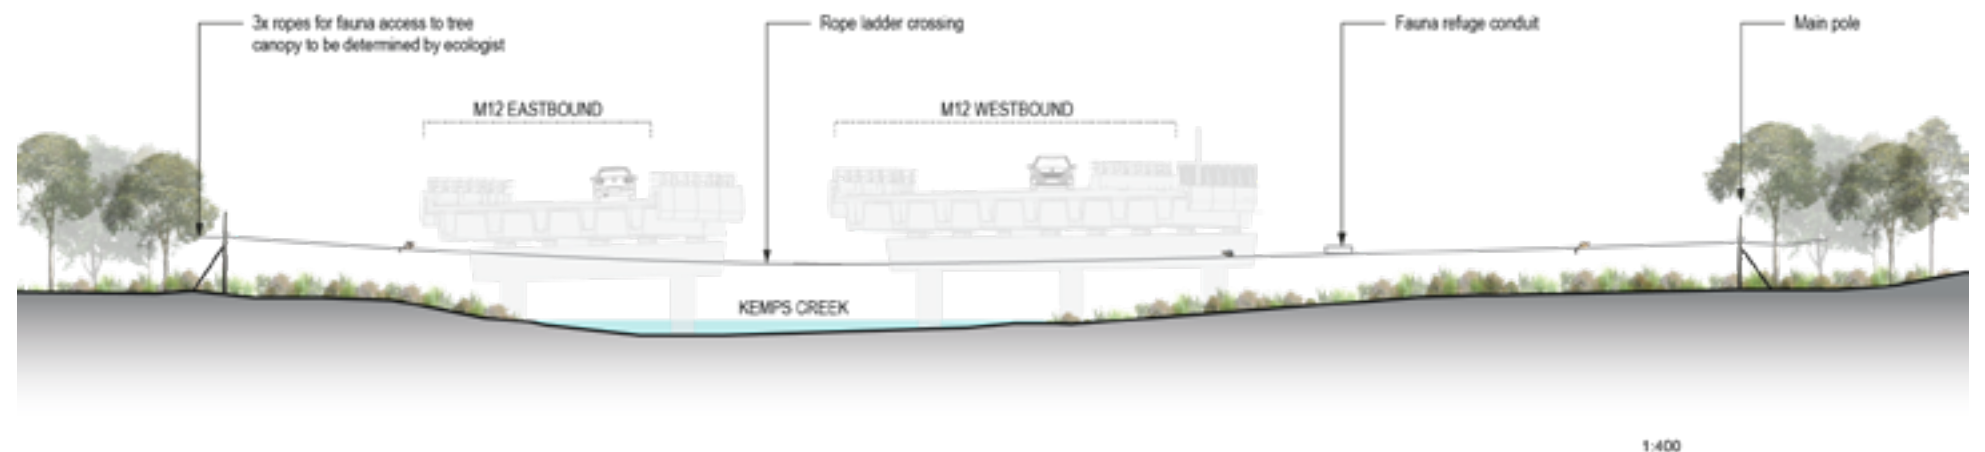 3x ropes for fauna access to tree
canopy to be determined by ecologist
Rope ladder crossing
Fauna refuge conduit
Main pole
M12 EASTBOUND
M12 WESTBOUND
KEMPS CREEK
1:400